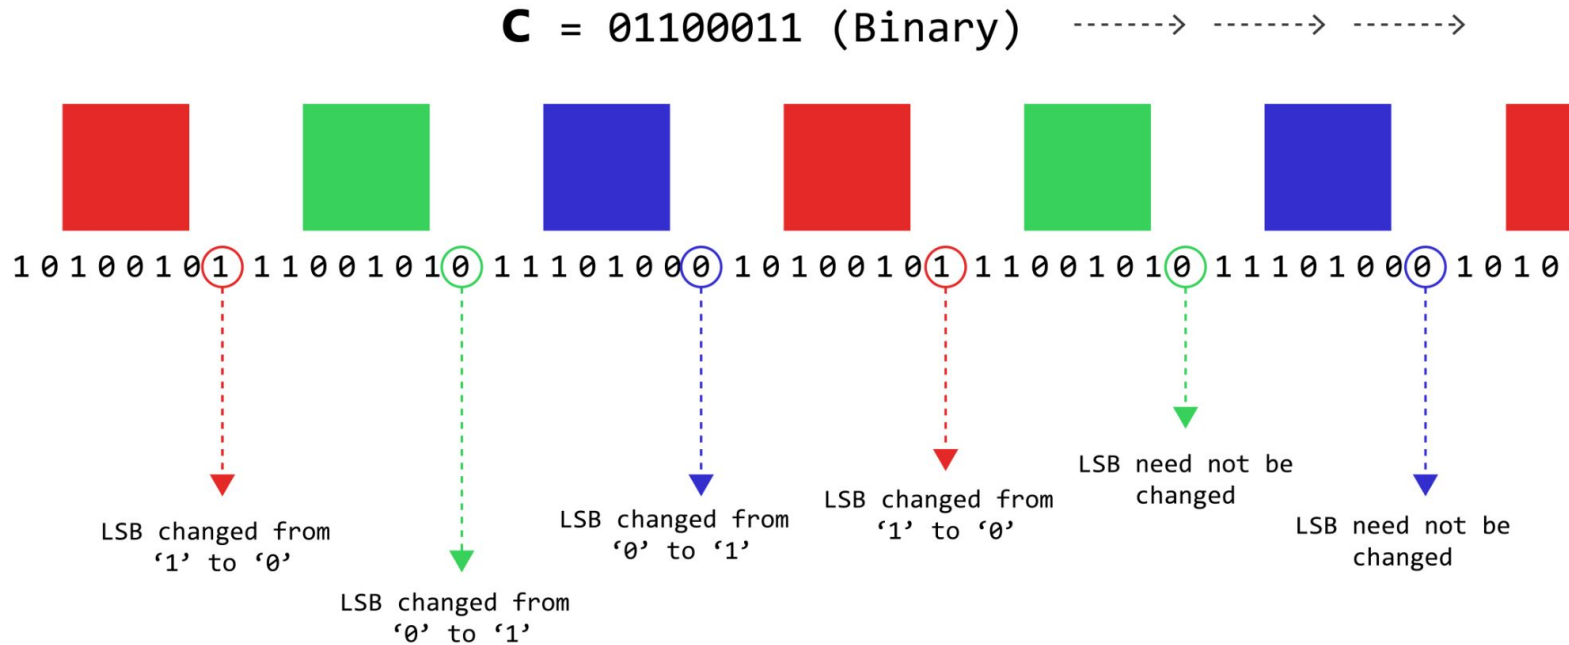 C = 01100011 (Binary)
1 0 1 0 0 1 0 1 1 1 0 0 1 0 1 0 1 1 1 0 1 0 0 0 1 0 1 0 0 1 0 1 1 1 0 0 1 0 1 0 1 1 1 0 1 0 0 0 1 0 1 0
LSB changed from
‘1’ to ‘0’
LSB changed from
‘0’ to ‘1’
LSB changed from
‘0’ to ‘1’
LSB changed from
‘1’ to ‘0’
LSB need not be
changed
LSB need not be
changed